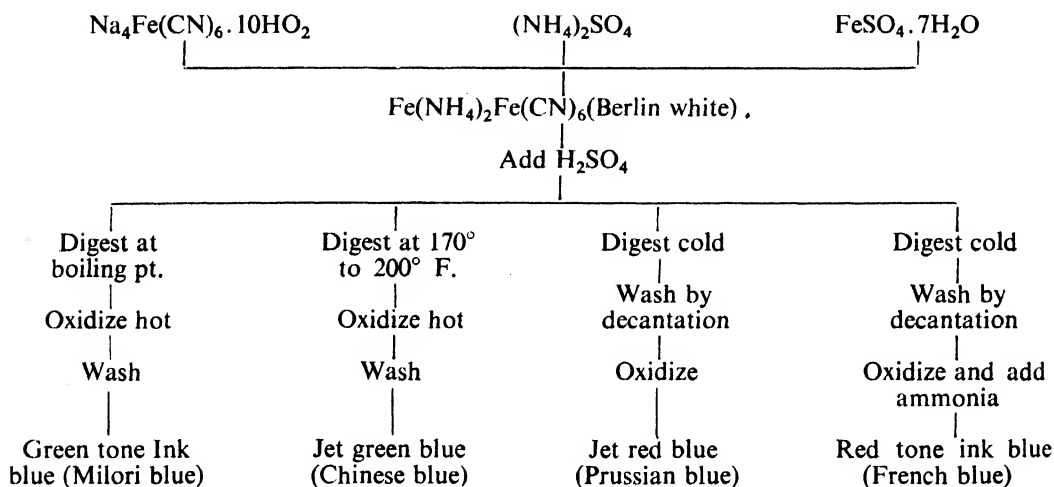 Na₄Fe(CN)₆.10HO₂ (NH₄)₂SO₄ FeSO₄.7H₂O
Fe(NH₄)₂Fe(CN)₆(Berlin white).
Add H₂SO₄
Digest at
boiling pt.
Digest at 170°
to 200° F.
Digest cold
Digest cold
Wash by
decantation
Wash by
decantation
Oxidize hot
Oxidize hot
Wash
Wash
Oxidize
Oxidize and add
ammonia
Green tone Ink
blue (Milori blue)
Jet green blue
(Chinese blue)
Jet red blue
(Prussian blue)
Red tone ink blue
(French blue)